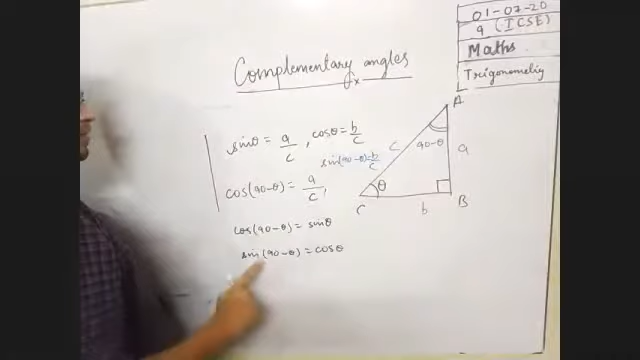 01-07-20
9 (ICSE)
Maths
Trigonometry
Complementary angles
sinθ = a/c , cosθ = b/c
sin(90-θ) = b/c
cos(90-θ) = a/c ,
cos(90-θ) = sinθ
sin(90-θ) = cosθ
A
90-θ
c
a
θ
C
b
B